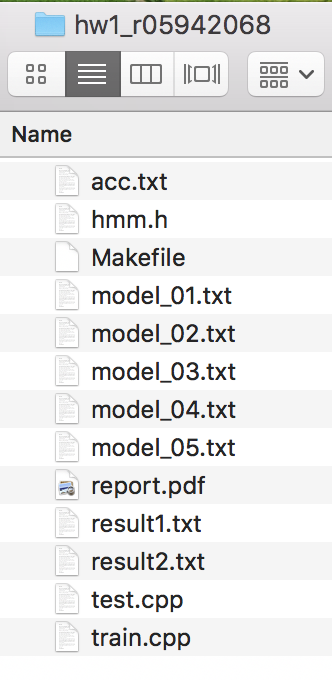 hw1_r05942068
Name
acc.txt
hmm.h
Makefile
model_01.txt
model_02.txt
model_03.txt
model_04.txt
model_05.txt
report.pdf
result1.txt
result2.txt
test.cpp
train.cpp